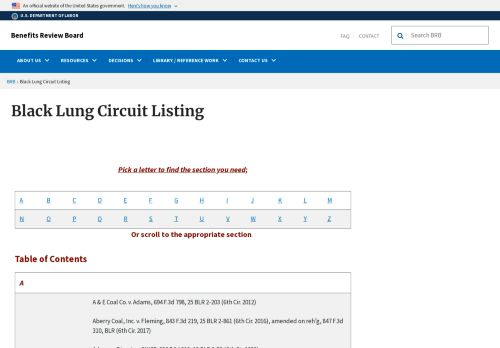 An official website of the United States government. Here's how you know
U.S. DEPARTMENT OF LABOR
Benefits Review Board
FAQ · CONTACT
Search BRB
ABOUT US RESOURCES DECISIONS LIBRARY / REFERENCE WORK CONTACT US
BRB › Black Lung Circuit Listing
Black Lung Circuit Listing
Pick a letter to find the section you need;
A B C D E F G H I J K L M
N O P Q R S T U V W X Y Z
Or scroll to the appropriate section
Table of Contents
A
A & E Coal Co. v. Adams, 694 F.3d 798, 25 BLR 2-203 (6th Cir. 2012)
Aberry Coal, Inc. v. Fleming, 843 F.3d 219, 25 BLR 2-861 (6th Cir. 2016), amended on reh'g, 847 F.3d
310, BLR (6th Cir. 2017)